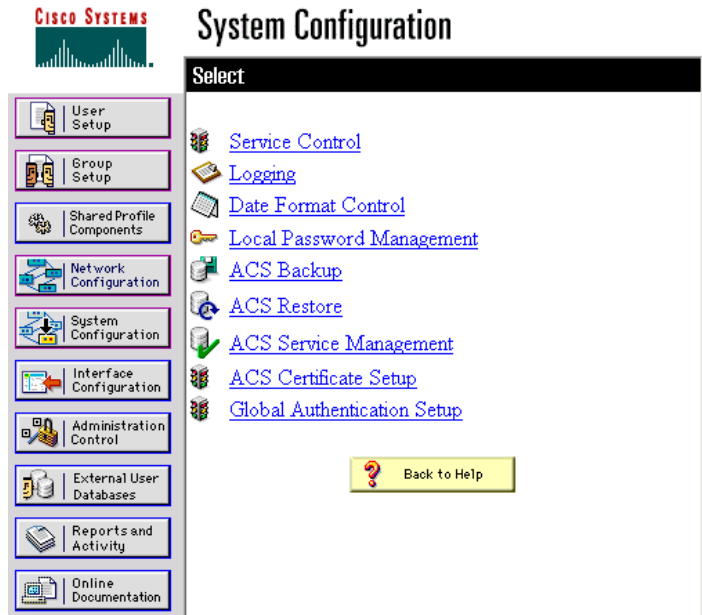 CISCO SYSTEMS
System Configuration
Select
User
Setup
Group
Setup
Shared Profile
Components
Network
Configuration
System
Configuration
Interface
Configuration
Administration
Control
External User
Databases
Reports and
Activity
Online
Documentation
Service Control
Logging
Date Format Control
Local Password Management
ACS Backup
ACS Restore
ACS Service Management
ACS Certificate Setup
Global Authentication Setup
? Back to Help